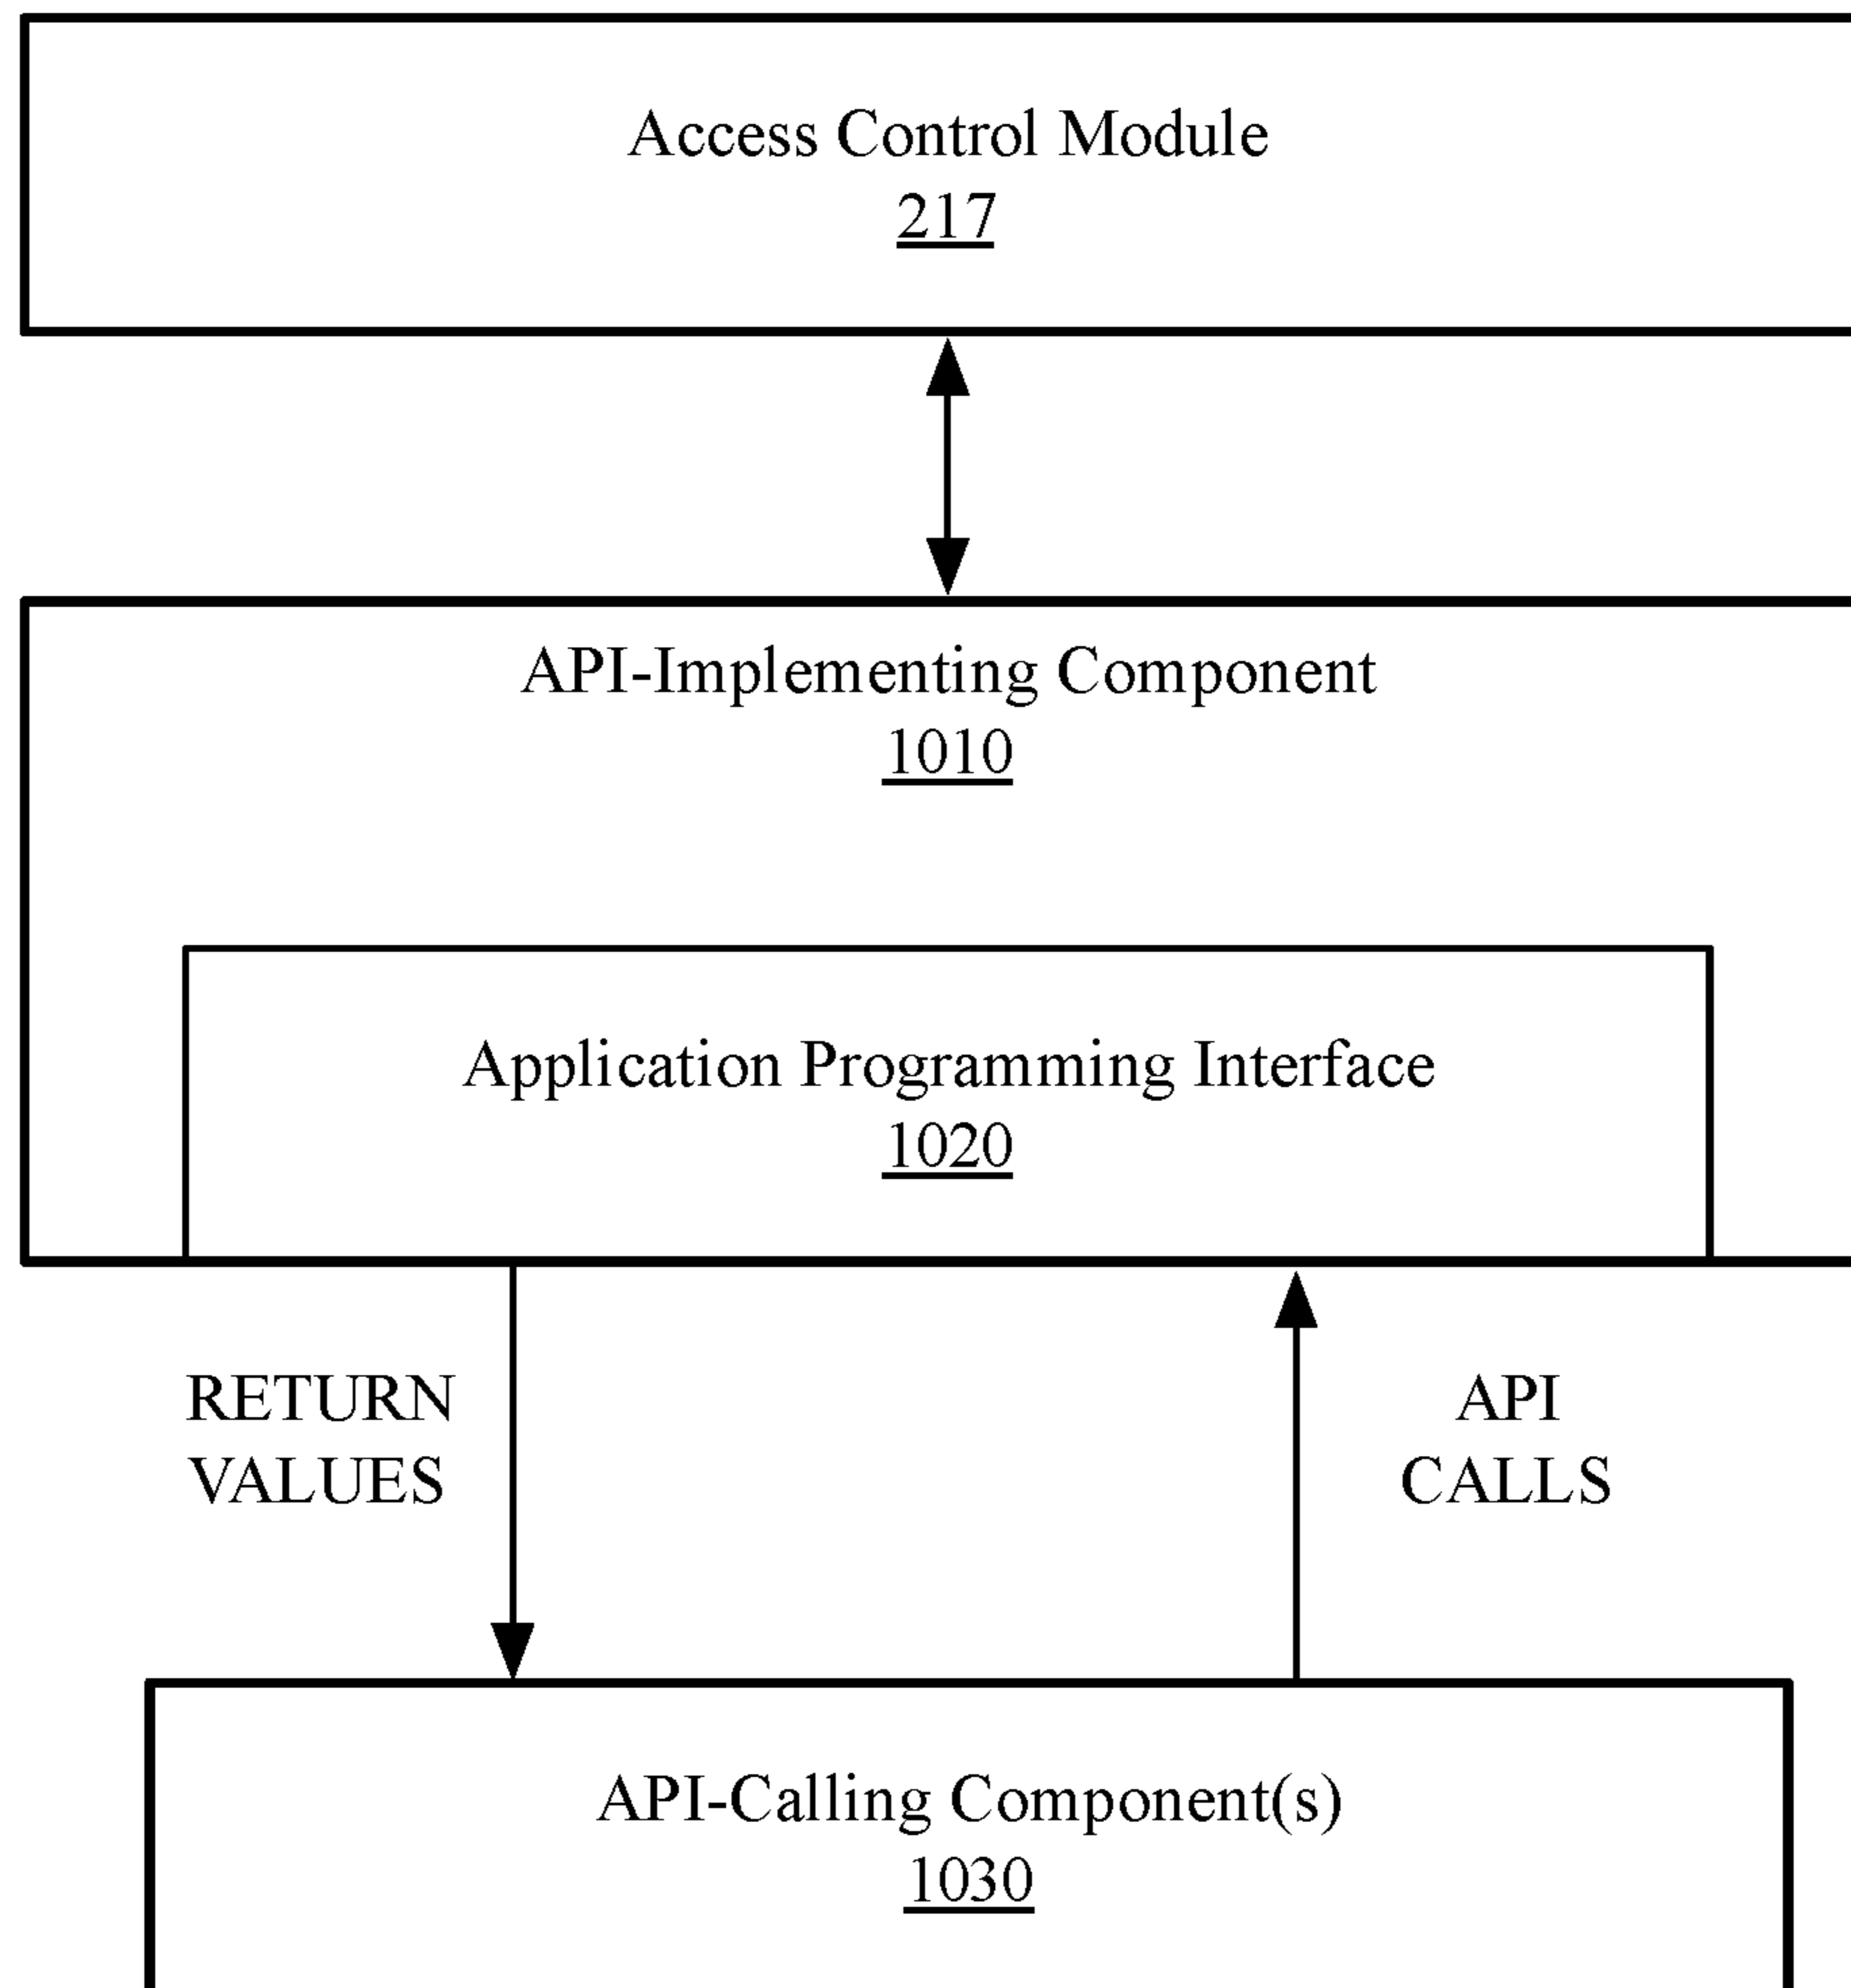 Access Control Module
217
API-Implementing Component
1010
Application Programming Interface
1020
RETURN
VALUES
API
CALLS
API-Calling Component(s)
1030